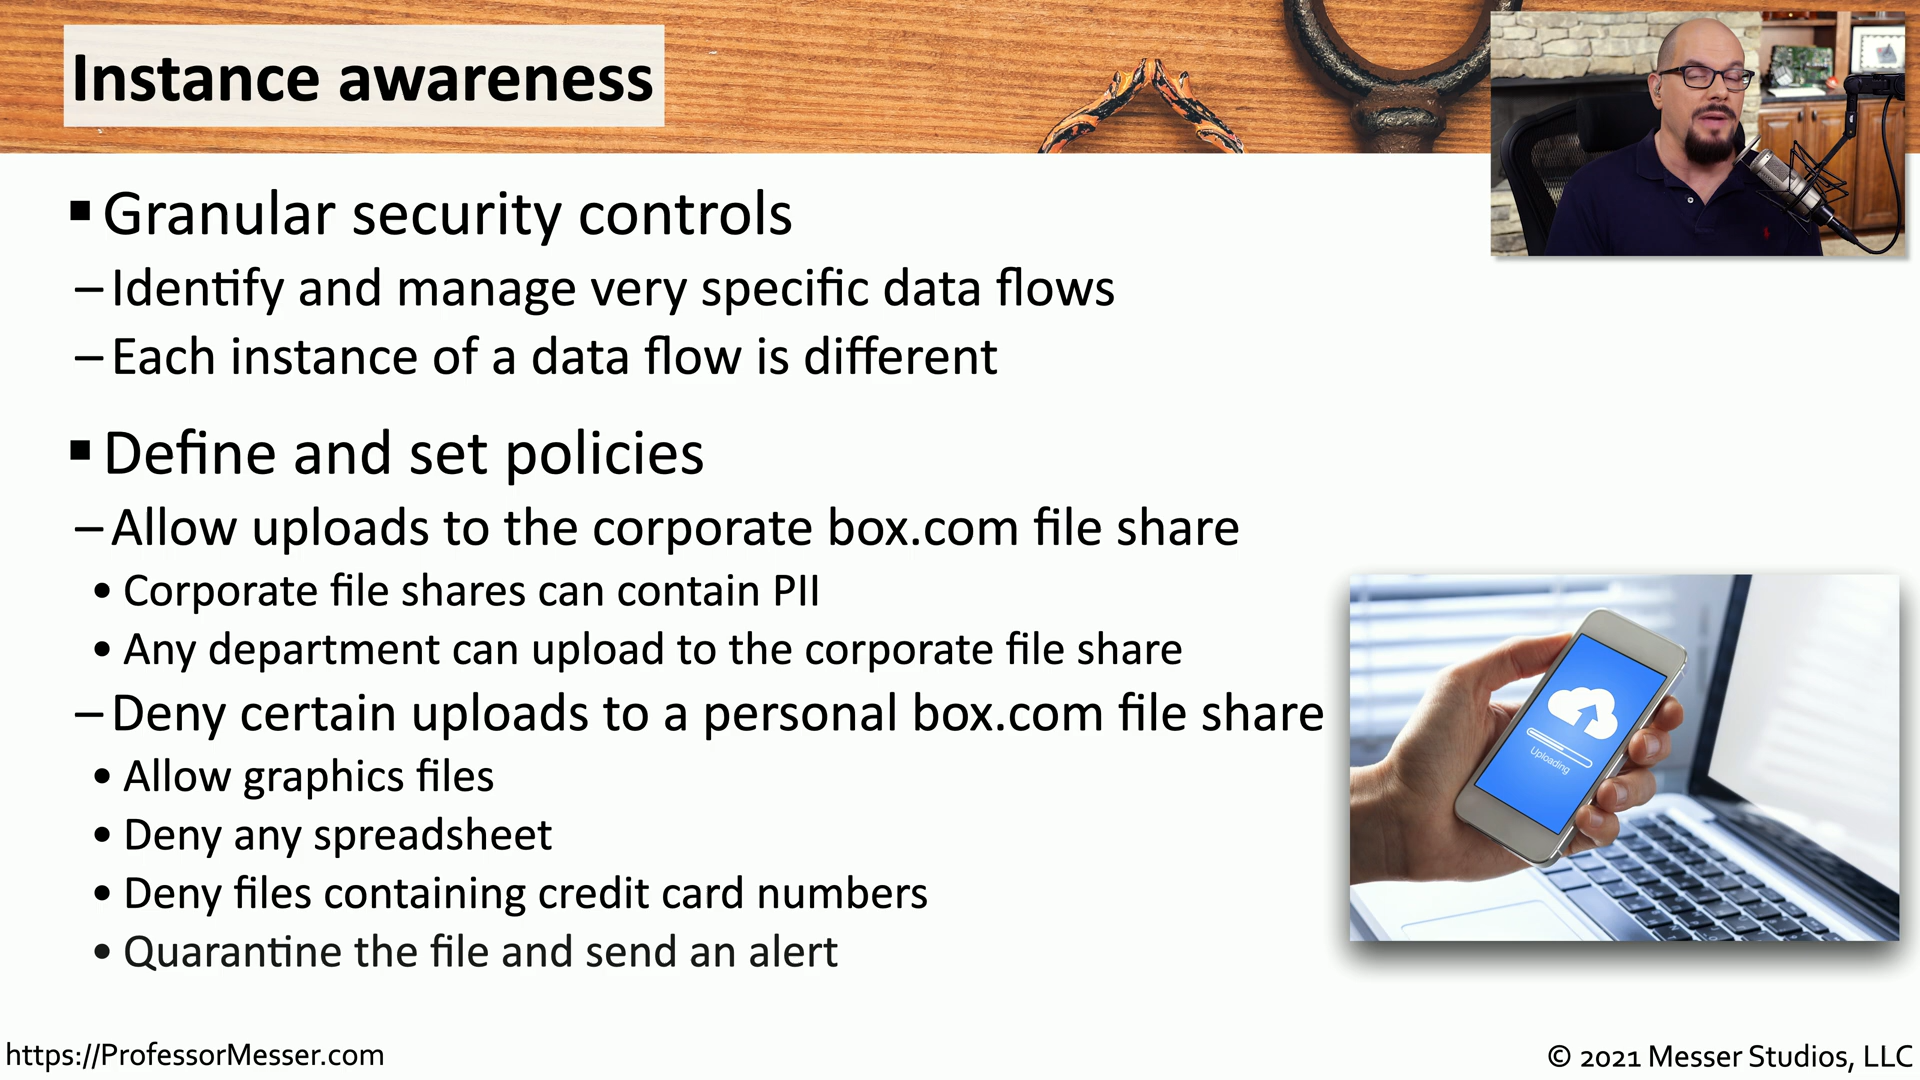 Instance awareness
▪ Granular security controls
– Identify and manage very specific data flows
– Each instance of a data flow is different
▪ Define and set policies
– Allow uploads to the corporate box.com file share
• Corporate file shares can contain PII
• Any department can upload to the corporate file share
– Deny certain uploads to a personal box.com file share
• Allow graphics files
• Deny any spreadsheet
• Deny files containing credit card numbers
• Quarantine the file and send an alert
Uploading
https://ProfessorMesser.com
© 2021 Messer Studios, LLC